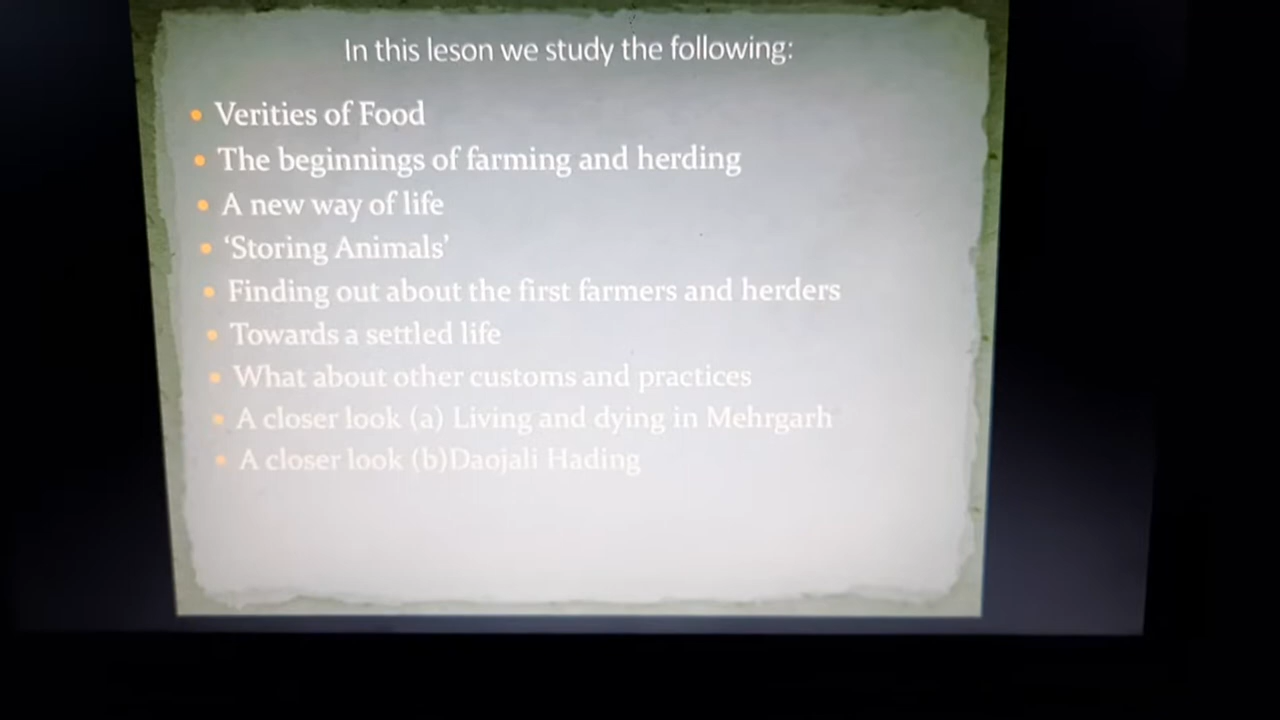 In this leson we study the following:
• Verities of Food
• The beginnings of farming and herding
• A new way of life
• ‘Storing Animals’
• Finding out about the first farmers and herders
• Towards a settled life
• What about other customs and practices
• A closer look (a) Living and dying in Mehrgarh
• A closer look (b)Daojali Hading